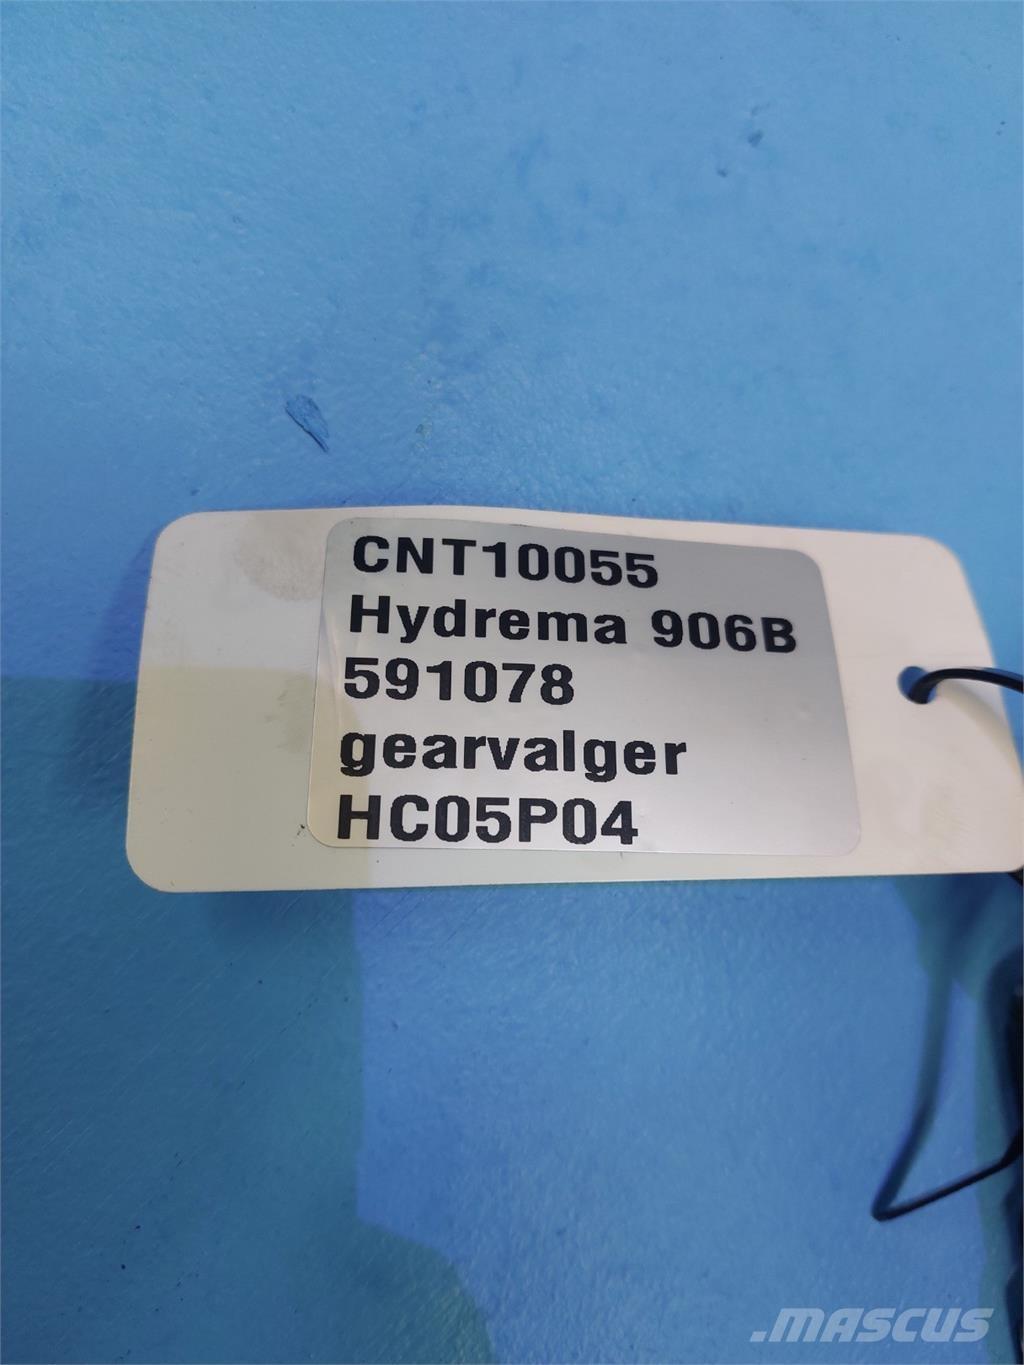 CNT10055
Hydrema 906B
591078
gearvalger
HC05P04
.MASCUS